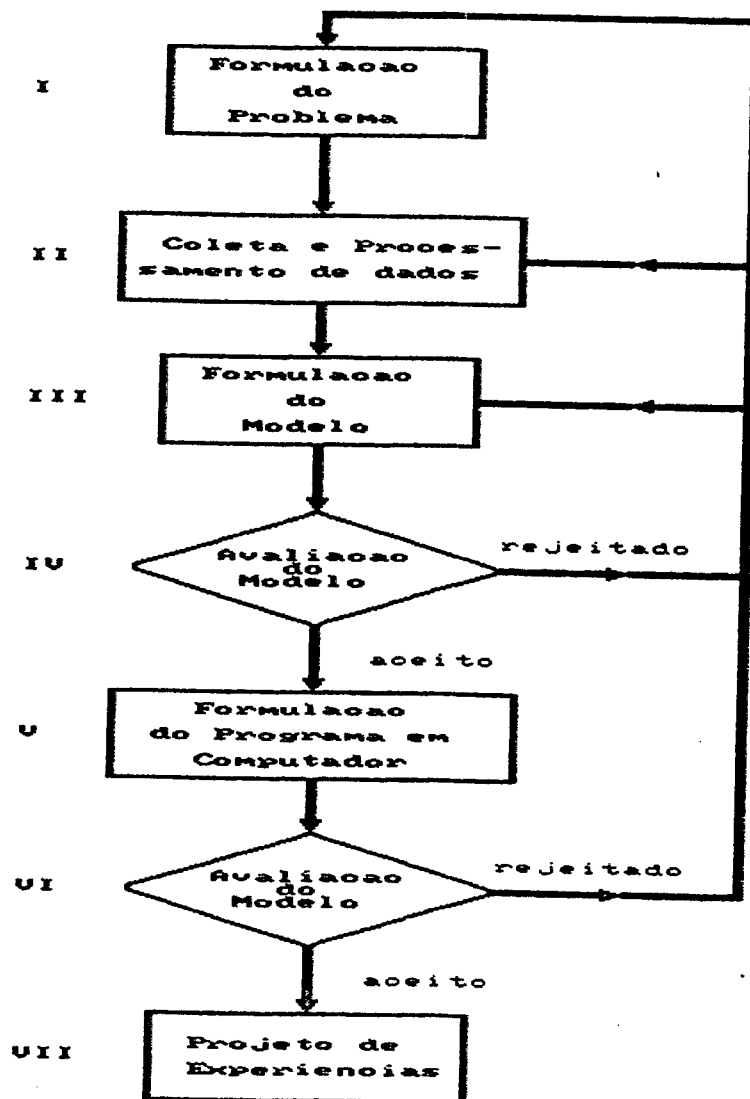 I
Formulacao
do
Problema
II
Coleta e Proces-
samento de dados
III
Formulacao
do
Modelo
IV
Avaliacao
do
Modelo
rejeitado
aceito
V
Formulacao
do Programa em
Computador
VI
Avaliacao
do
Modelo
rejeitado
aceito
VII
Projeto de
Experiencias